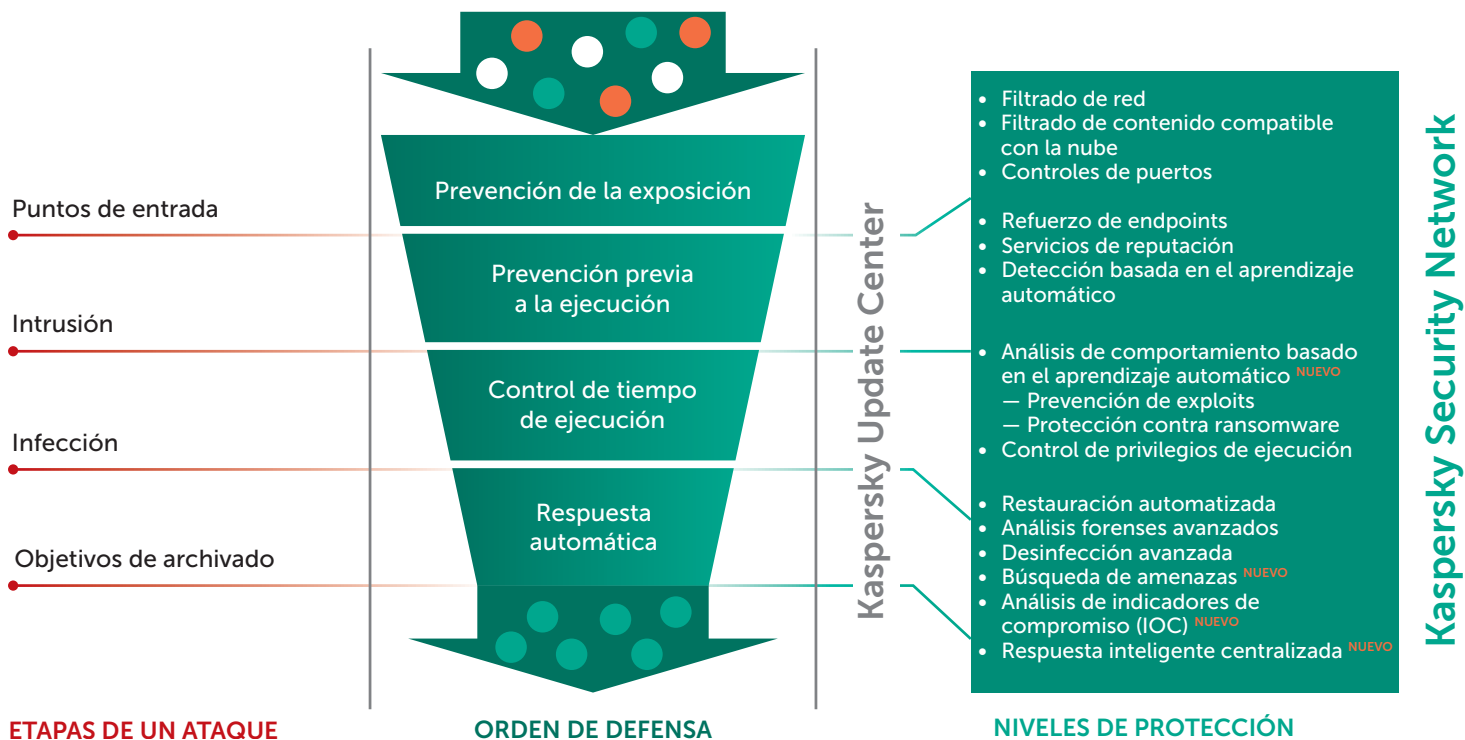 Puntos de entrada
Intrusión
Infección
Objetivos de archivado
ETAPAS DE UN ATAQUE
Prevención de la exposición
Prevención previa
a la ejecución
Control de tiempo
de ejecución
Respuesta
automática
ORDEN DE DEFENSA
Kaspersky Update Center
• Filtrado de red
• Filtrado de contenido compatible
con la nube
• Controles de puertos
• Refuerzo de endpoints
• Servicios de reputación
• Detección basada en el aprendizaje
automático
• Análisis de comportamiento basado
en el aprendizaje automático NUEVO
— Prevención de exploits
— Protección contra ransomware
• Control de privilegios de ejecución
• Restauración automatizada
• Análisis forenses avanzados
• Desinfección avanzada
• Búsqueda de amenazas NUEVO
• Análisis de indicadores de
compromiso (IOC) NUEVO
• Respuesta inteligente centralizada NUEVO
NIVELES DE PROTECCIÓN
Kaspersky Security Network